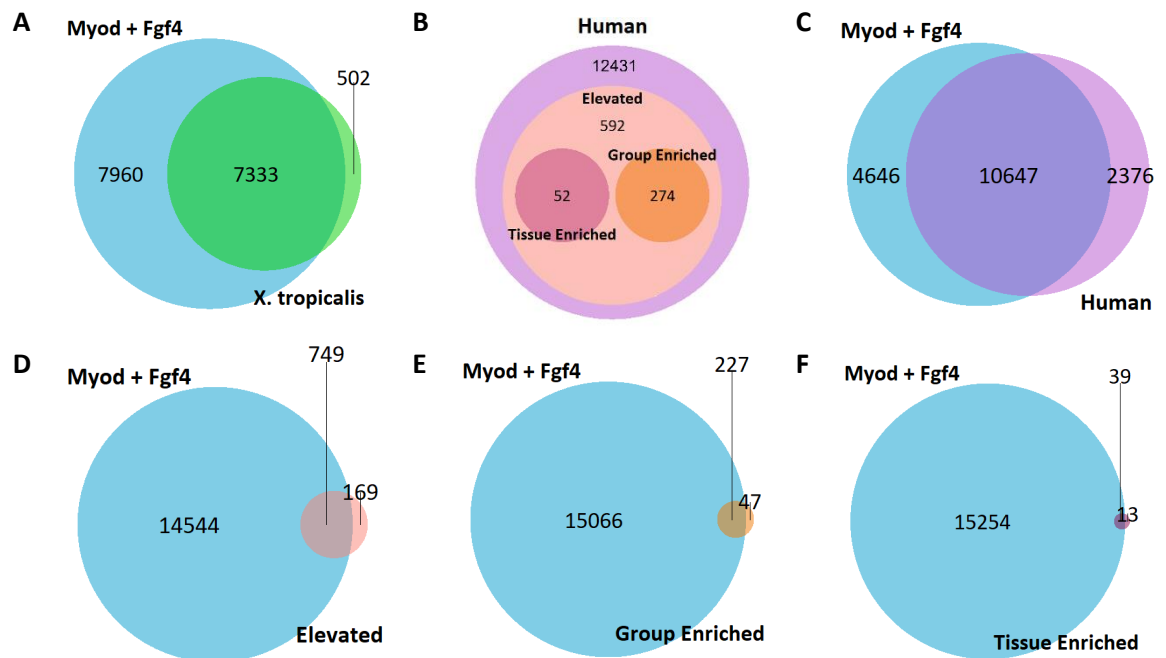 A
Myod + Fgf4
502
7960
7333
X. tropicalis
B
Human
12431
Elevated
592
Group Enriched
52
274
Tissue Enriched
C
Myod + Fgf4
4646
10647
2376
Human
D
749
Myod + Fgf4
169
14544
Elevated
E
227
Myod + Fgf4
47
15066
Group Enriched
F
39
Myod + Fgf4
13
15254
Tissue Enriched